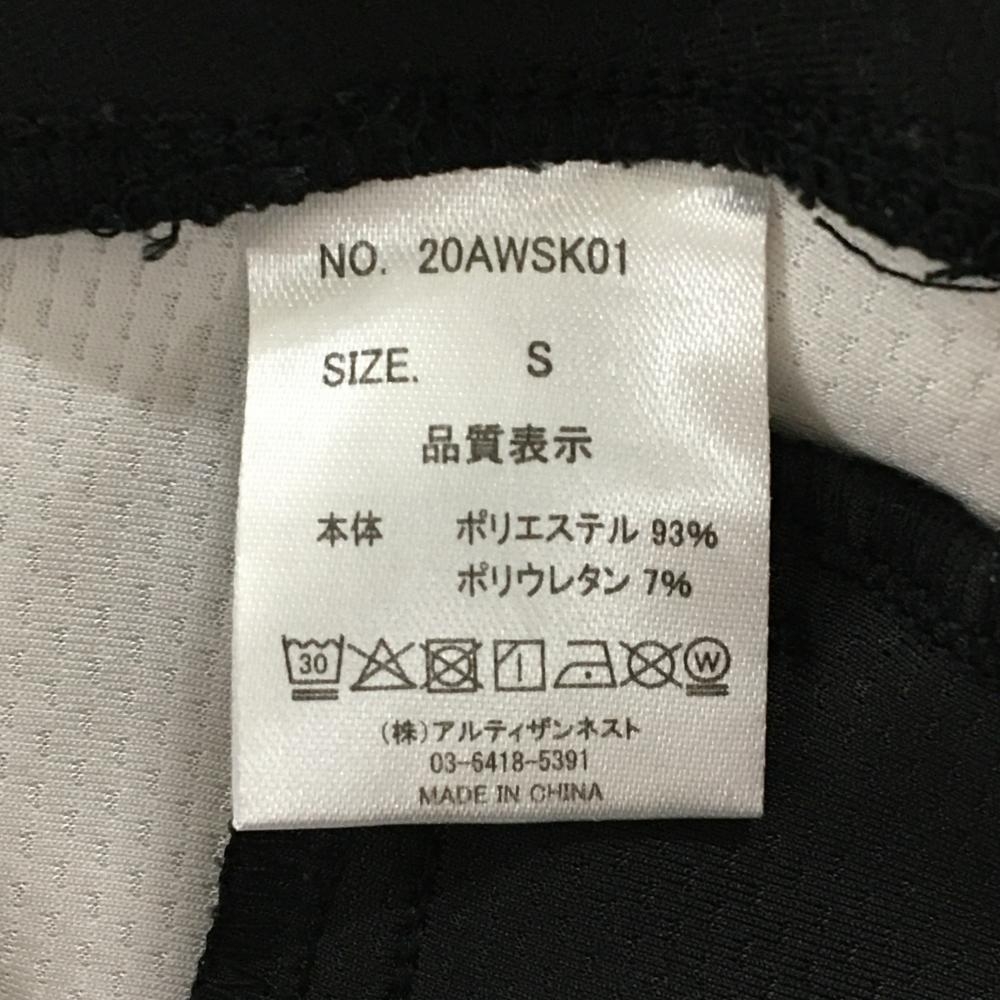 NO. 20AWSK01
SIZE. S
品質表示
本体 ポリエステル 93%
ポリウレタン 7%
30 W
(株)アルティザンネスト
03-6418-5391
MADE IN CHINA